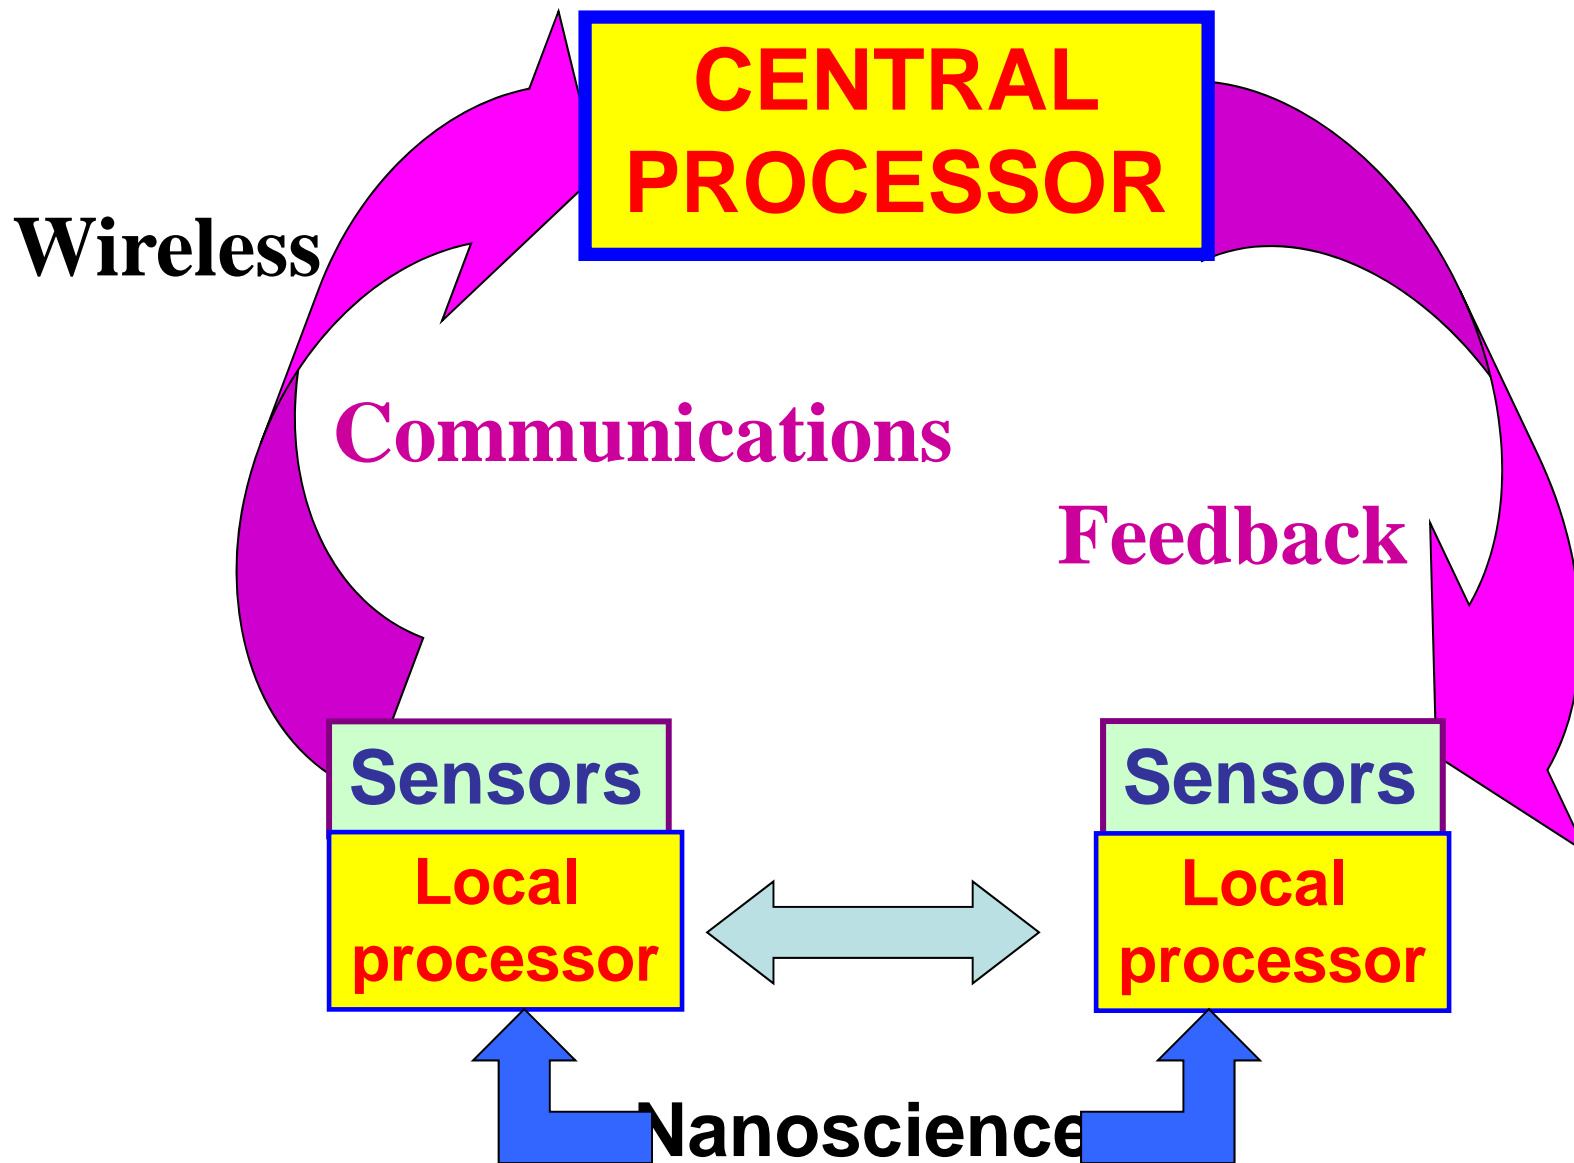 CENTRAL
PROCESSOR
Wireless
Communications
Feedback
Sensors
Local
processor
Sensors
Local
processor
Nanoscience